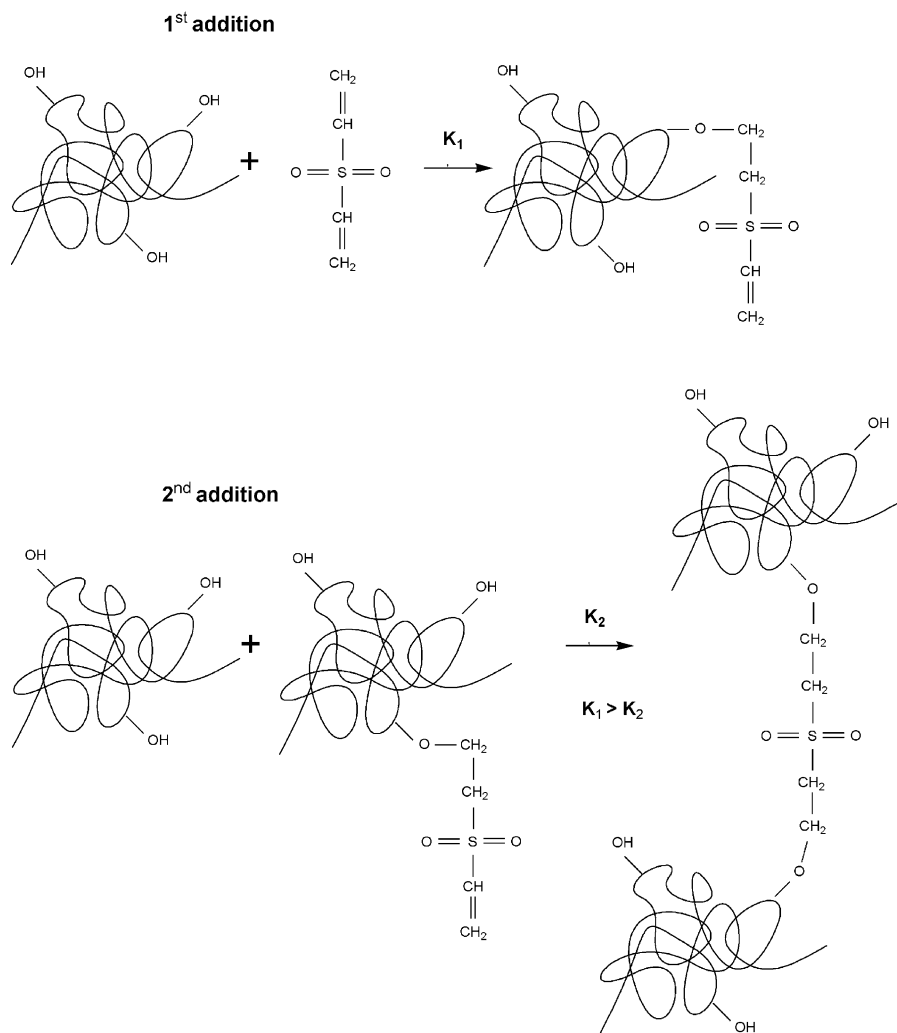 1st addition
OH
OH
OH
+
CH2
CH
O = S = O
CH
CH2
K1
OH
O
CH2
CH2
O = S = O
CH
CH2
OH
2nd addition
OH
OH
OH
+
OH
OH
O
CH2
CH2
O = S = O
CH
CH2
K2
K1 > K2
OH
OH
O
CH2
CH2
O = S = O
CH2
CH2
O
OH
OH